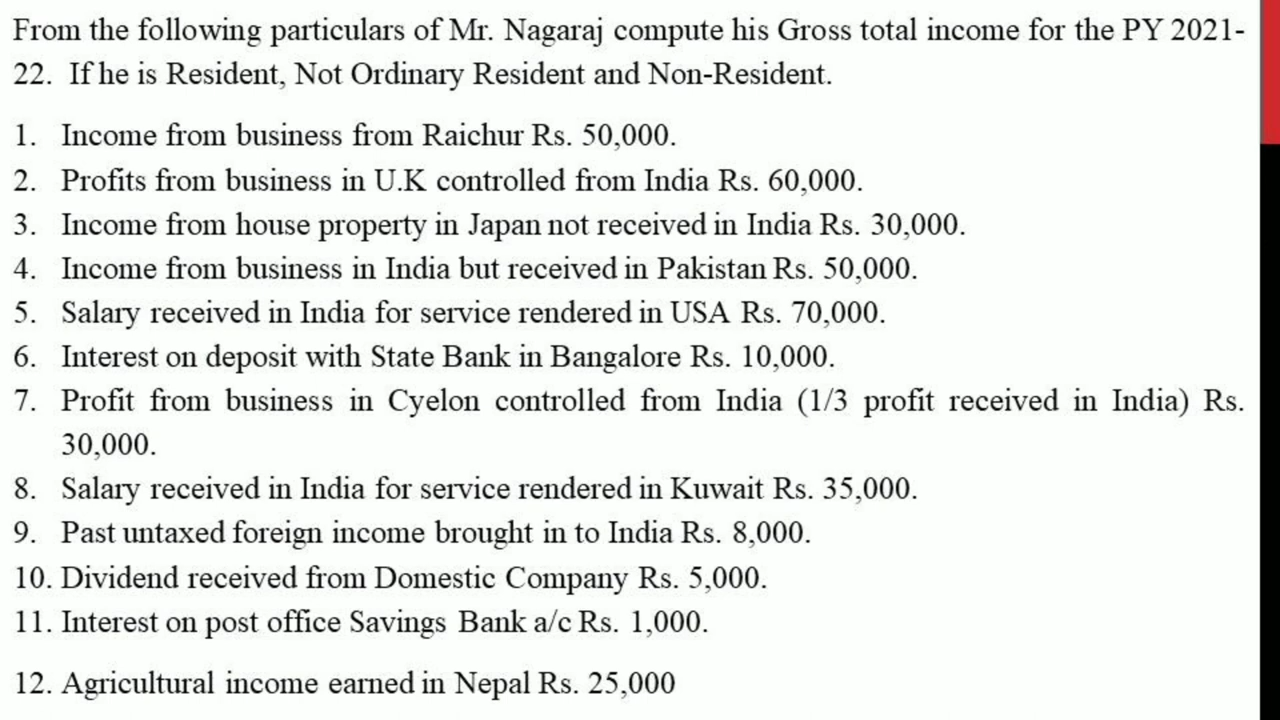 From the following particulars of Mr. Nagaraj compute his Gross total income for the PY 2021-
22. If he is Resident, Not Ordinary Resident and Non-Resident.
1. Income from business from Raichur Rs. 50,000.
2. Profits from business in U.K controlled from India Rs. 60,000.
3. Income from house property in Japan not received in India Rs. 30,000.
4. Income from business in India but received in Pakistan Rs. 50,000.
5. Salary received in India for service rendered in USA Rs. 70,000.
6. Interest on deposit with State Bank in Bangalore Rs. 10,000.
7. Profit from business in Cyelon controlled from India (1/3 profit received in India) Rs.
30,000.
8. Salary received in India for service rendered in Kuwait Rs. 35,000.
9. Past untaxed foreign income brought in to India Rs. 8,000.
10. Dividend received from Domestic Company Rs. 5,000.
11. Interest on post office Savings Bank a/c Rs. 1,000.
12. Agricultural income earned in Nepal Rs. 25,000